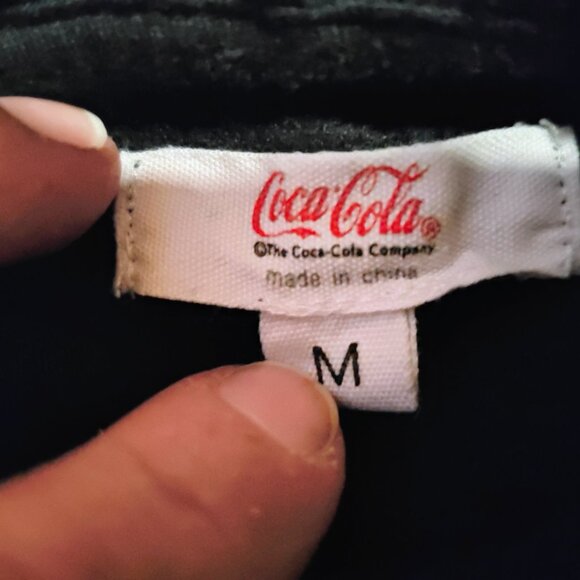 Coca-Cola®
©The Coca-Cola Company
made in china
M